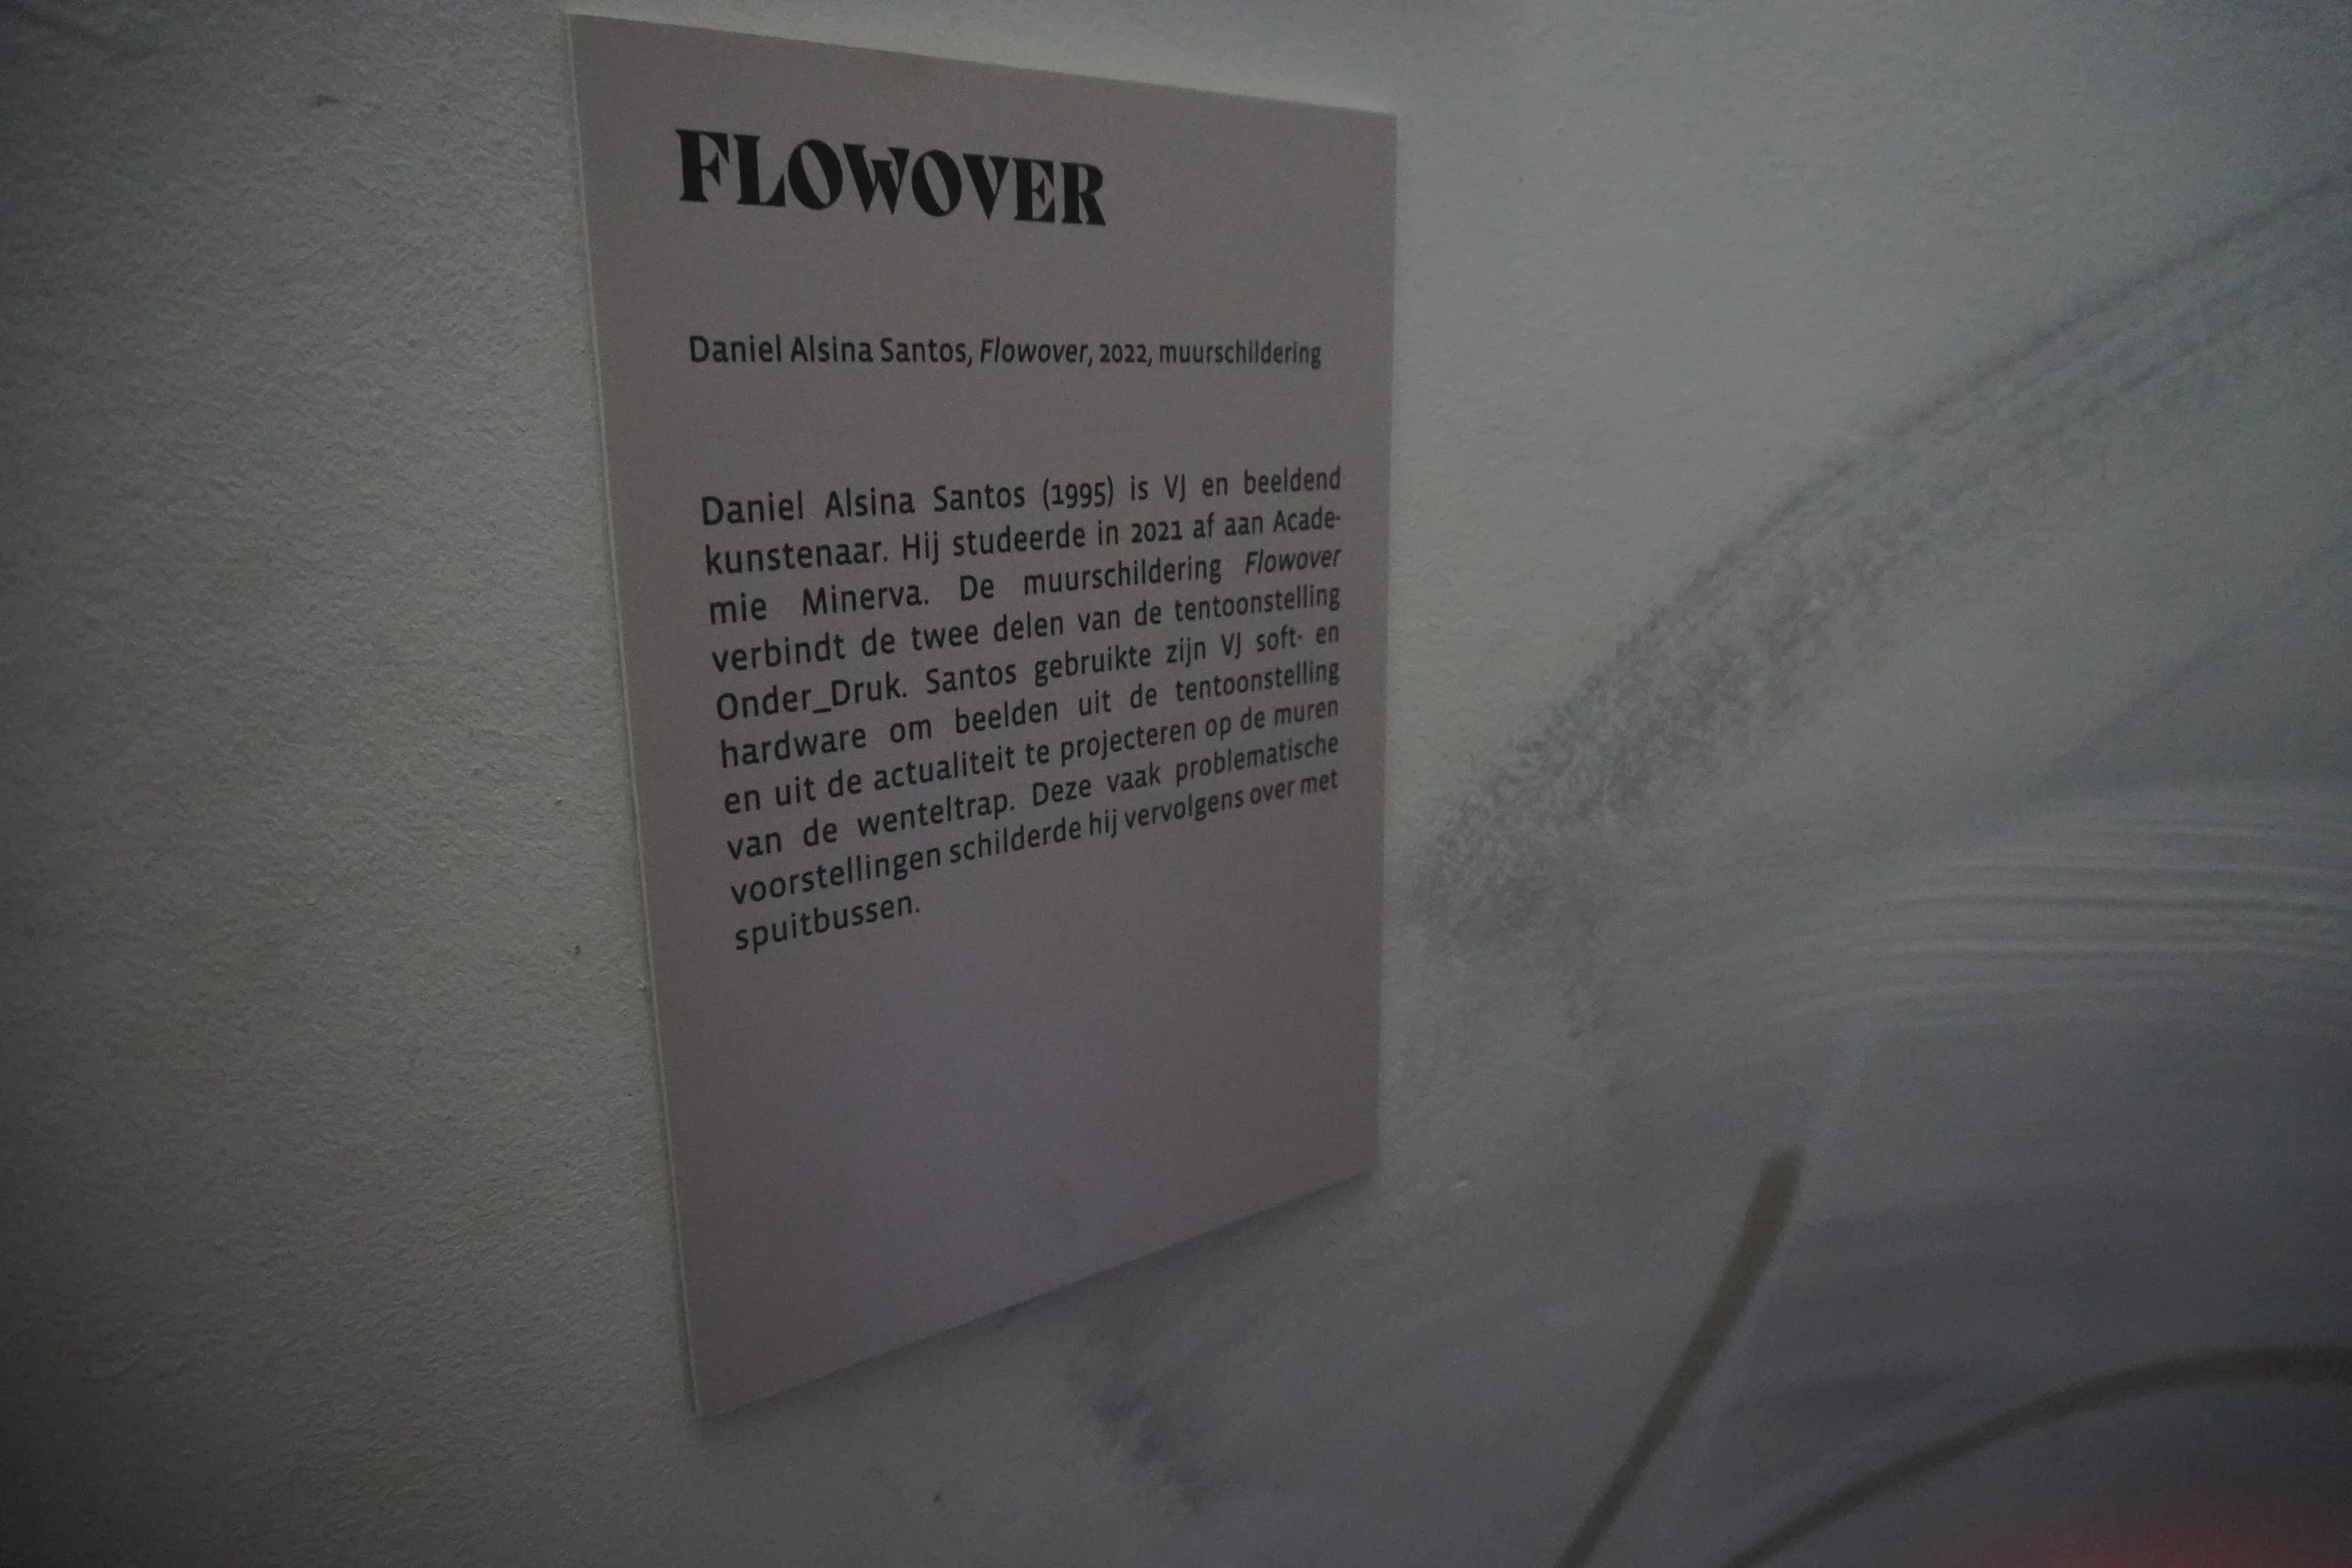 FLOWOVER
Daniel Alsina Santos, Flowover, 2022, muurschildering
Daniel Alsina Santos (1995) is VJ en beeldend
kunstenaar. Hij studeerde in 2021 af aan Acade-
mie Minerva. De muurschildering Flowover
verbindt de twee delen van de tentoonstelling
Onder_Druk. Santos gebruikte zijn VJ soft- en
hardware om beelden uit de tentoonstelling
en uit de actualiteit te projecteren op de muren
van de wenteltrap. Deze vaak problematische
voorstellingen schilderde hij vervolgens over met
spuitbussen.